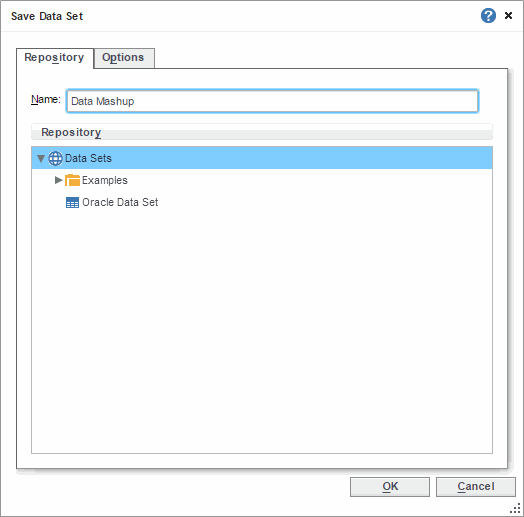 Save Data Set
?
Repository Options
Name: Data Mashup
Repository
Data Sets
Examples
Oracle Data Set
OK Cancel